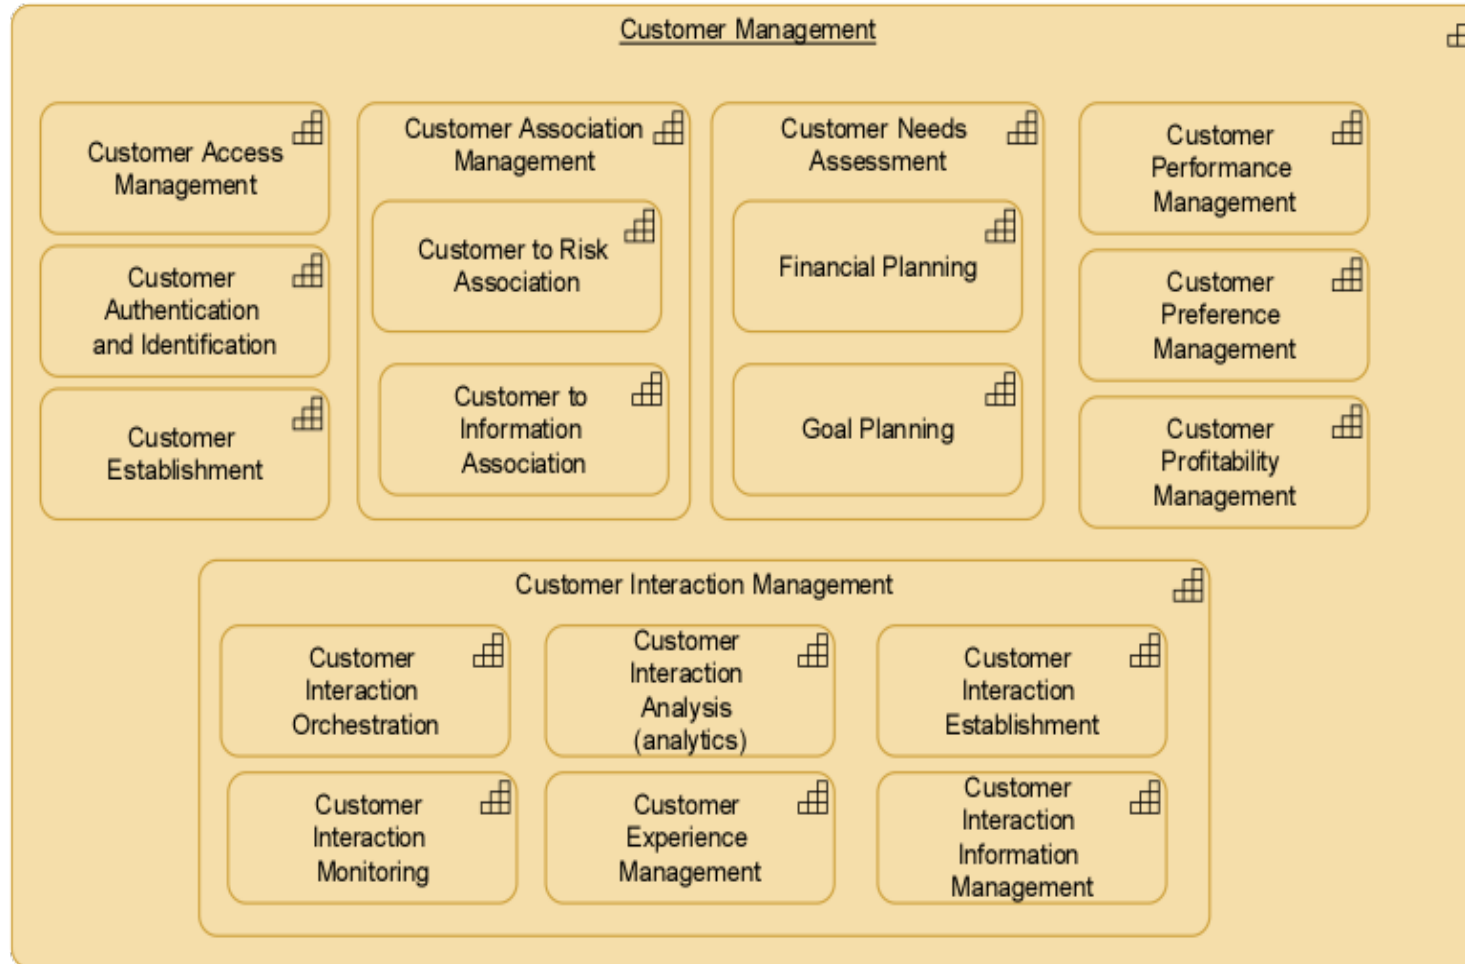 Customer Management
Customer Access
Management
Customer
Authentication
and Identification
Customer
Establishment
Customer Association
Management
Customer to Risk
Association
Customer to
Information
Association
Customer Needs
Assessment
Financial Planning
Goal Planning
Customer
Performance
Management
Customer
Preference
Management
Customer
Profitability
Management
Customer Interaction Management
Customer
Interaction
Orchestration
Customer
Interaction
Analysis
(analytics)
Customer
Interaction
Establishment
Customer
Interaction
Monitoring
Customer
Experience
Management
Customer
Interaction
Information
Management